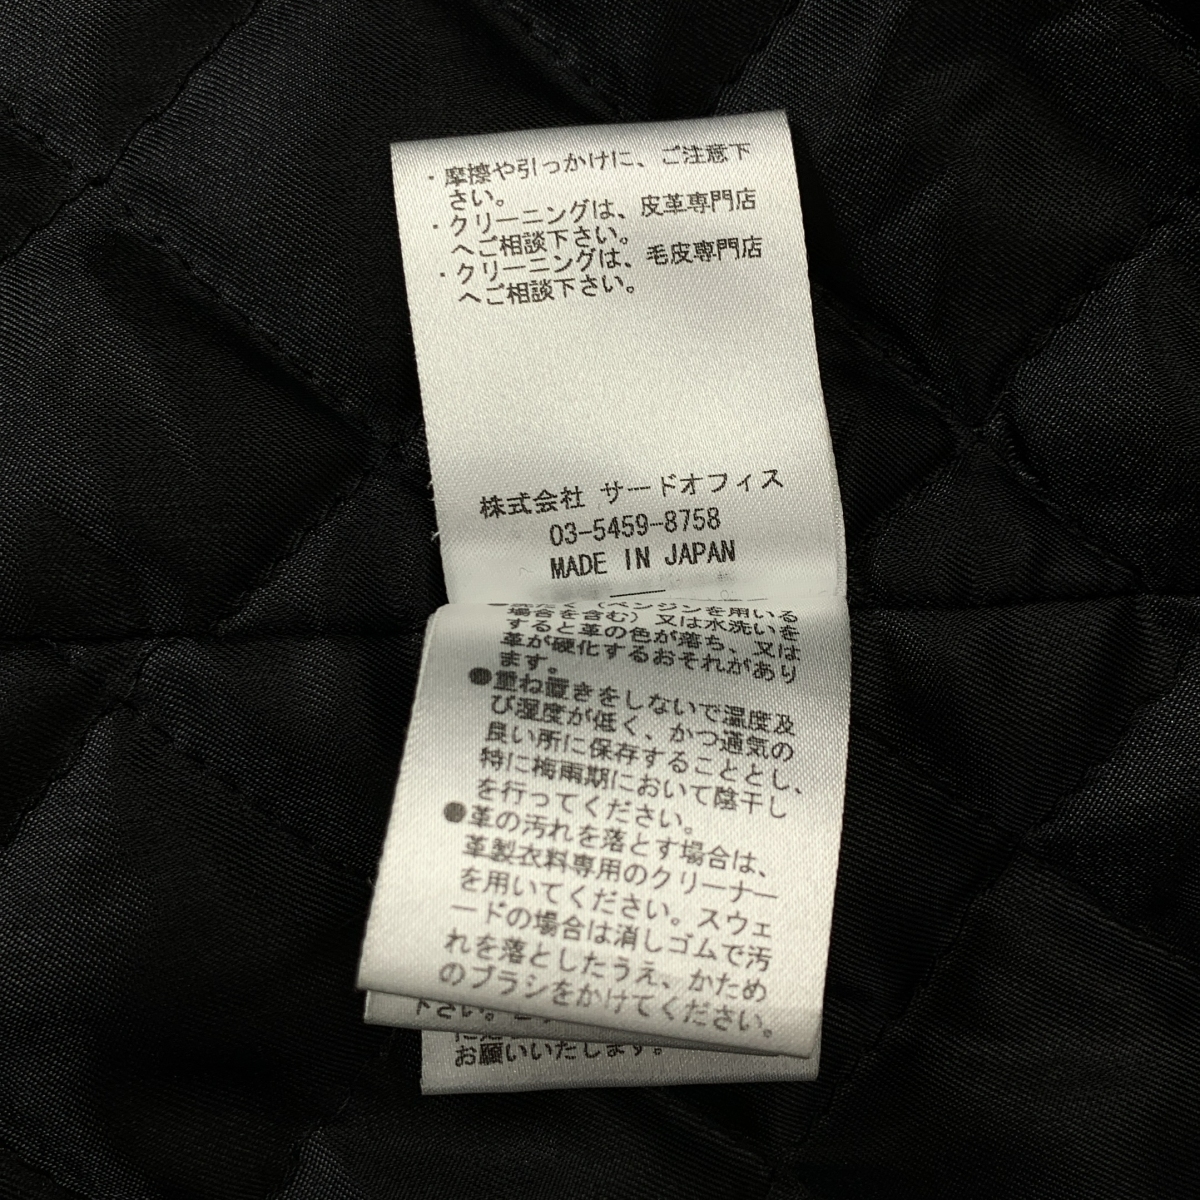 ・摩擦や引っかけに、ご注意下
さい。
・クリーニングは、皮革専門店
へご相談下さい。
・クリーニングは、毛皮専門店
へご相談下さい。
株式会社 サードオフィス
03-5459-8758
MADE IN JAPAN
(ベンジンを用いる
場合を含む)又は水洗いを
すると革の色が落ち、又は
革が硬化するおそれがあり
ます。
●重ね置きをしないで温度及
び湿度が低く、かつ通気の
良い所に保存することとし、
特に梅雨期において陰干し
を行ってください。
●革の汚れを落とす場合は、
革製衣料専用のクリーナー
を用いてください。スウェ
ードの場合は消しゴムで汚
れを落としたうえ、かため
のブラシをかけてください。
下さい。
お願いいたします。